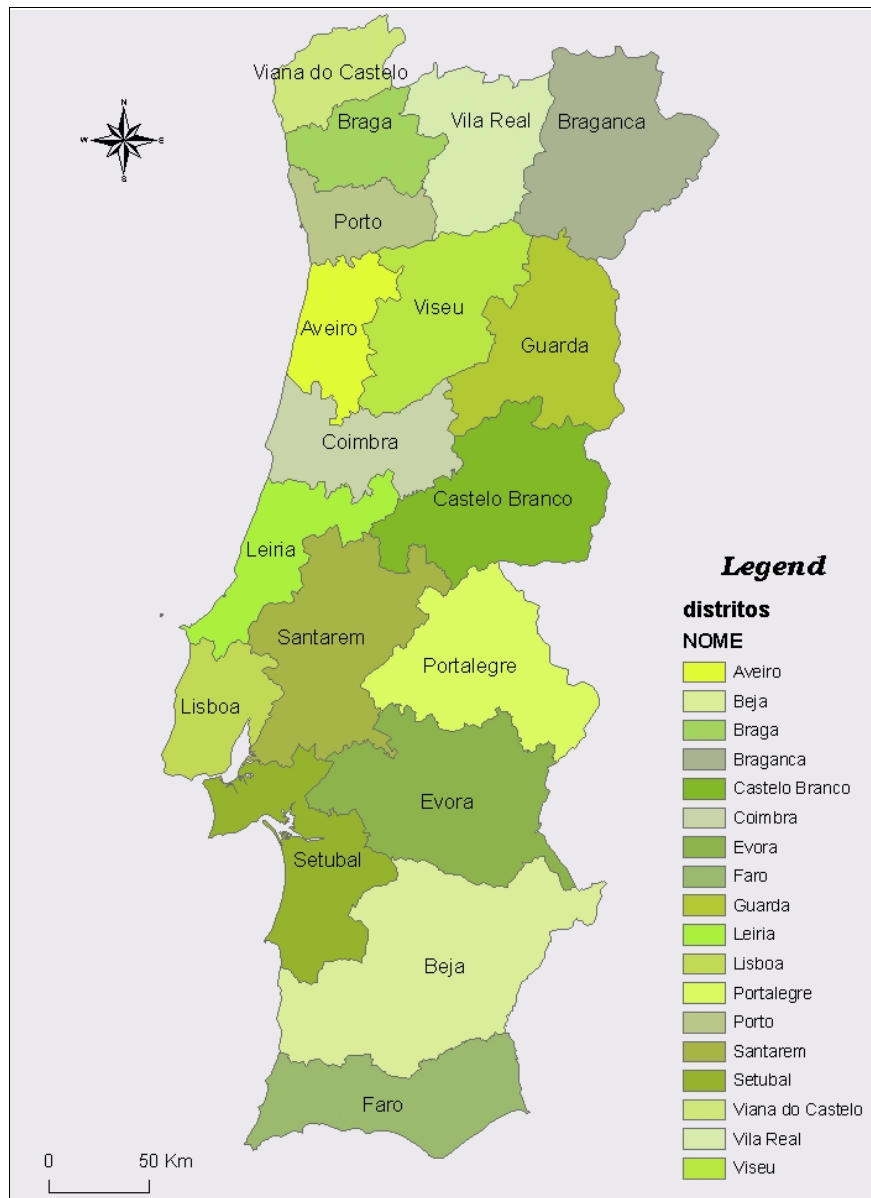 Viana do Castelo
Braga
Vila Real
Braganca
N
W
E
S
Porto
Aveiro
Viseu
Guarda
Coimbra
Castelo Branco
Leiria
Santarem
Portalegre
Lisboa
Evora
Setubal
Beja
Faro
0 50 Km
Legend
distritos
NOME
Aveiro
Beja
Braga
Braganca
Castelo Branco
Coimbra
Evora
Faro
Guarda
Leiria
Lisboa
Portalegre
Porto
Santarem
Setubal
Viana do Castelo
Vila Real
Viseu